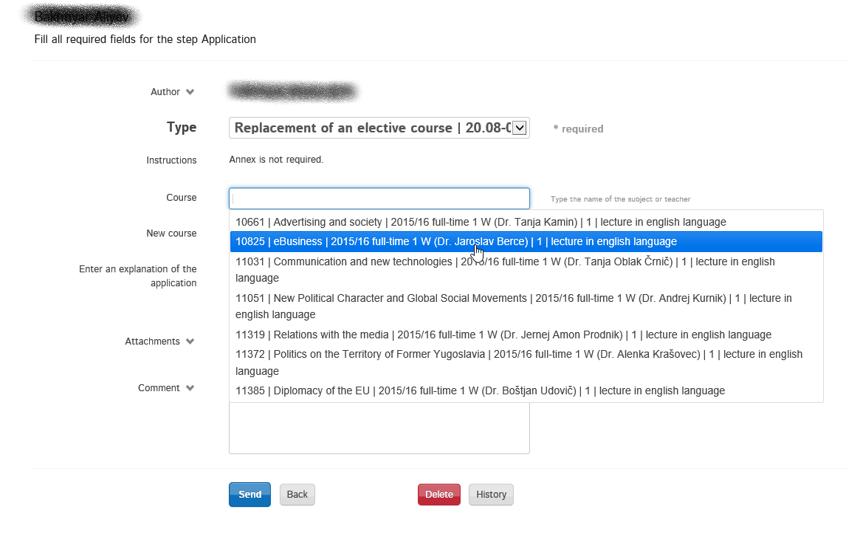 Fill all required fields for the step Application
Author
Type
Replacement of an elective course | 20.08-0
* required
Instructions
Annex is not required.
Course
Type the name of the subject or teacher
10661 | Advertising and society | 2015/16 full-time 1 W (Dr. Tanja Kamin) | 1 | lecture in english language
New course
10825 | eBusiness | 2015/16 full-time 1 W (Dr. Jaroslav Berce) | 1 | lecture in english language
11031 | Communication and new technologies | 2015/16 full-time 1 W (Dr. Tanja Oblak Črnič) | 1 | lecture in english
language
Enter an explanation of the
application
11051 | New Political Character and Global Social Movements | 2015/16 full-time 1 W (Dr. Andrej Kurnik) | 1 | lecture in
english language
11319 | Relations with the media | 2015/16 full-time 1 W (Dr. Jernej Amon Prodnik) | 1 | lecture in english language
Attachments
11372 | Politics on the Territory of Former Yugoslavia | 2015/16 full-time 1 W (Dr. Alenka Krašovec) | 1 | lecture in english
language
Comment
11385 | Diplomacy of the EU | 2015/16 full-time 1 W (Dr. Boštjan Udovič) | 1 | lecture in english language
Send
Back
Delete
History